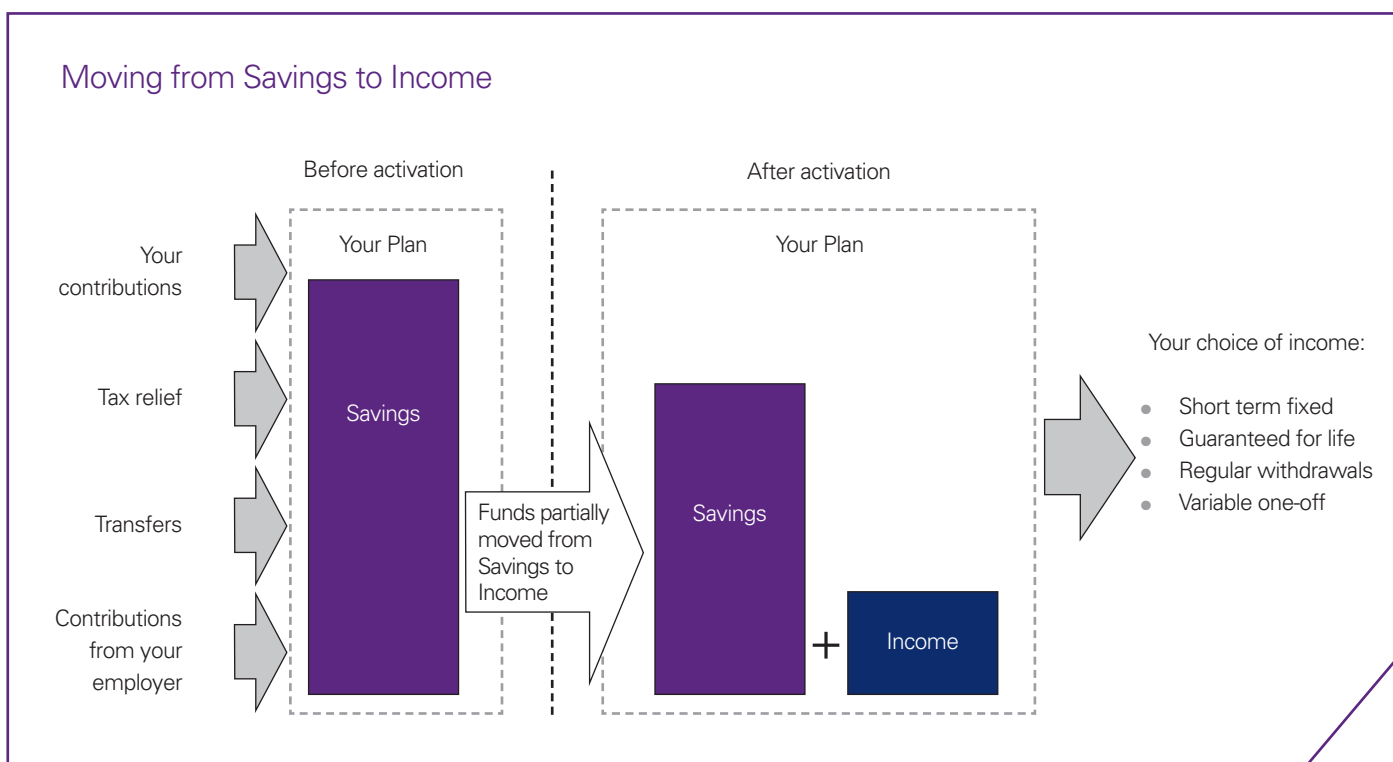 Moving from Savings to Income
Before activation
After activation
Your
contributions
Tax relief
Transfers
Contributions
from your
employer
Your Plan
Savings
Funds partially
moved from
Savings to
Income
Your Plan
Savings
+
Income
Your choice of income:
• Short term fixed
• Guaranteed for life
• Regular withdrawals
• Variable one-off